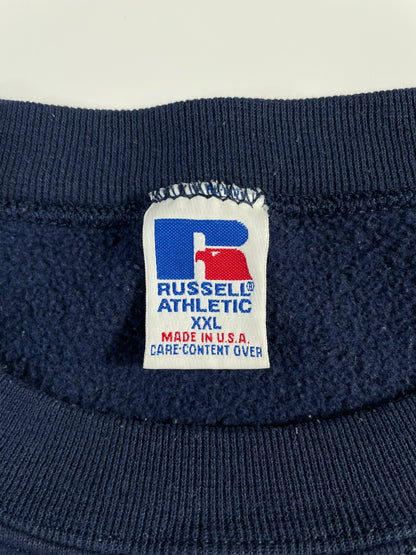 RUSSELL®
ATHLETIC
XXL
MADE IN U.S.A.
CARE·CONTENT OVER